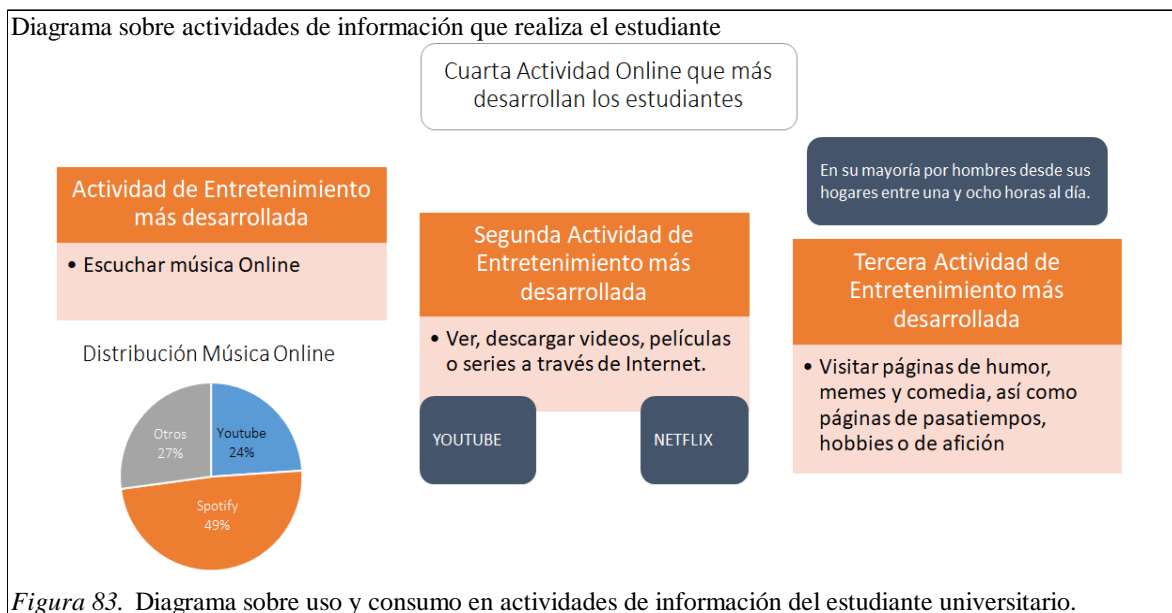 Diagrama sobre actividades de información que realiza el estudiante
Cuarta Actividad Online que más
desarrollan los estudiantes
Actividad de Entretenimiento
más desarrollada
• Escuchar música Online
Distribución Música Online
Otros
27%
Youtube
24%
Spotify
49%
Segunda Actividad de
Entretenimiento más
desarrollada
• Ver, descargar videos, películas
o series a través de Internet.
YOUTUBE
NETFLIX
En su mayoría por hombres desde sus
hogares entre una y ocho horas al día.
Tercera Actividad de
Entretenimiento más
desarrollada
• Visitar páginas de humor,
memes y comedia, así como
páginas de pasatiempos,
hobbies o de afición
Figura 83. Diagrama sobre uso y consumo en actividades de información del estudiante universitario.